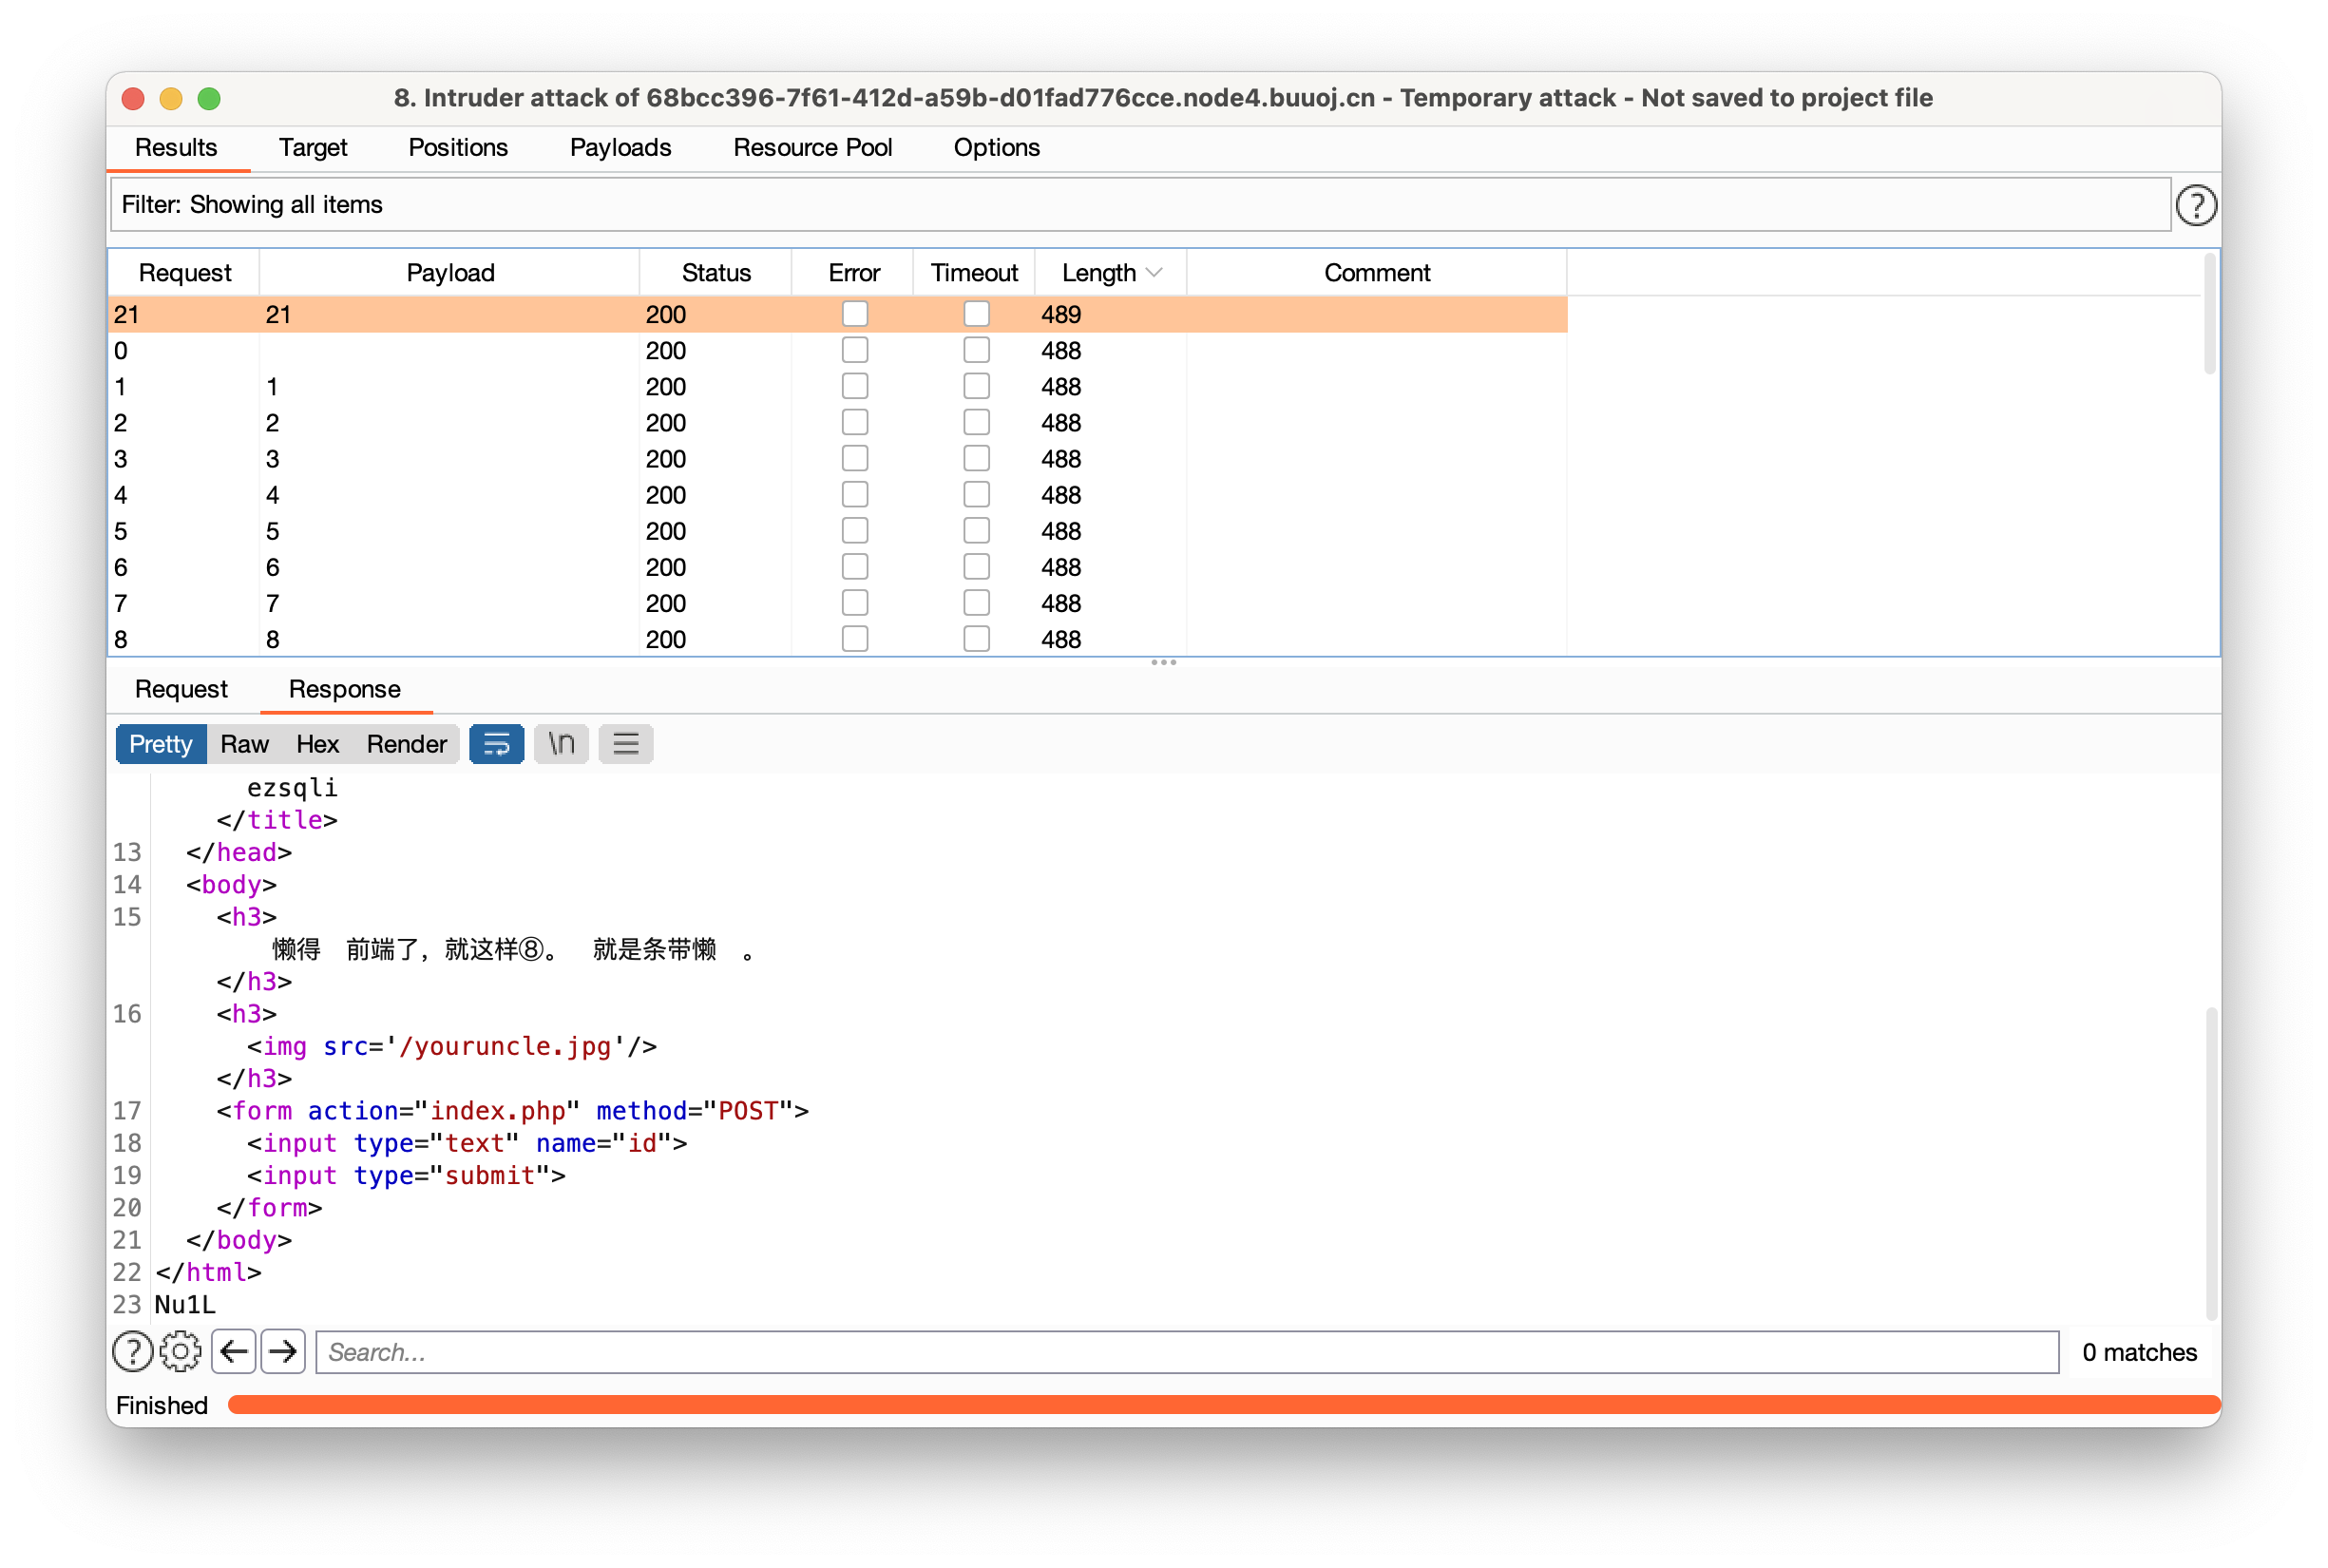 8. Intruder attack of 68bcc396-7f61-412d-a59b-d01fad776cce.node4.buuoj.cn - Temporary attack - Not saved to project file
Results Target Positions Payloads Resource Pool Options
Filter: Showing all items ?
Request Payload Status Error Timeout Length Comment
21 21 200 489
0 200 488
1 1 200 488
2 2 200 488
3 3 200 488
4 4 200 488
5 5 200 488
6 6 200 488
7 7 200 488
8 8 200 488
Request Response
Pretty Raw Hex Render \n
ezsqli
</title>
13 </head>
14 <body>
15 <h3>
懒得 前端了，就这样⑧。 就是条带懒 。
</h3>
16 <h3>
<img src='/youruncle.jpg'/>
</h3>
17 <form action="index.php" method="POST">
18 <input type="text" name="id">
19 <input type="submit">
20 </form>
21 </body>
22 </html>
23 Nu1L
? Search... 0 matches
Finished